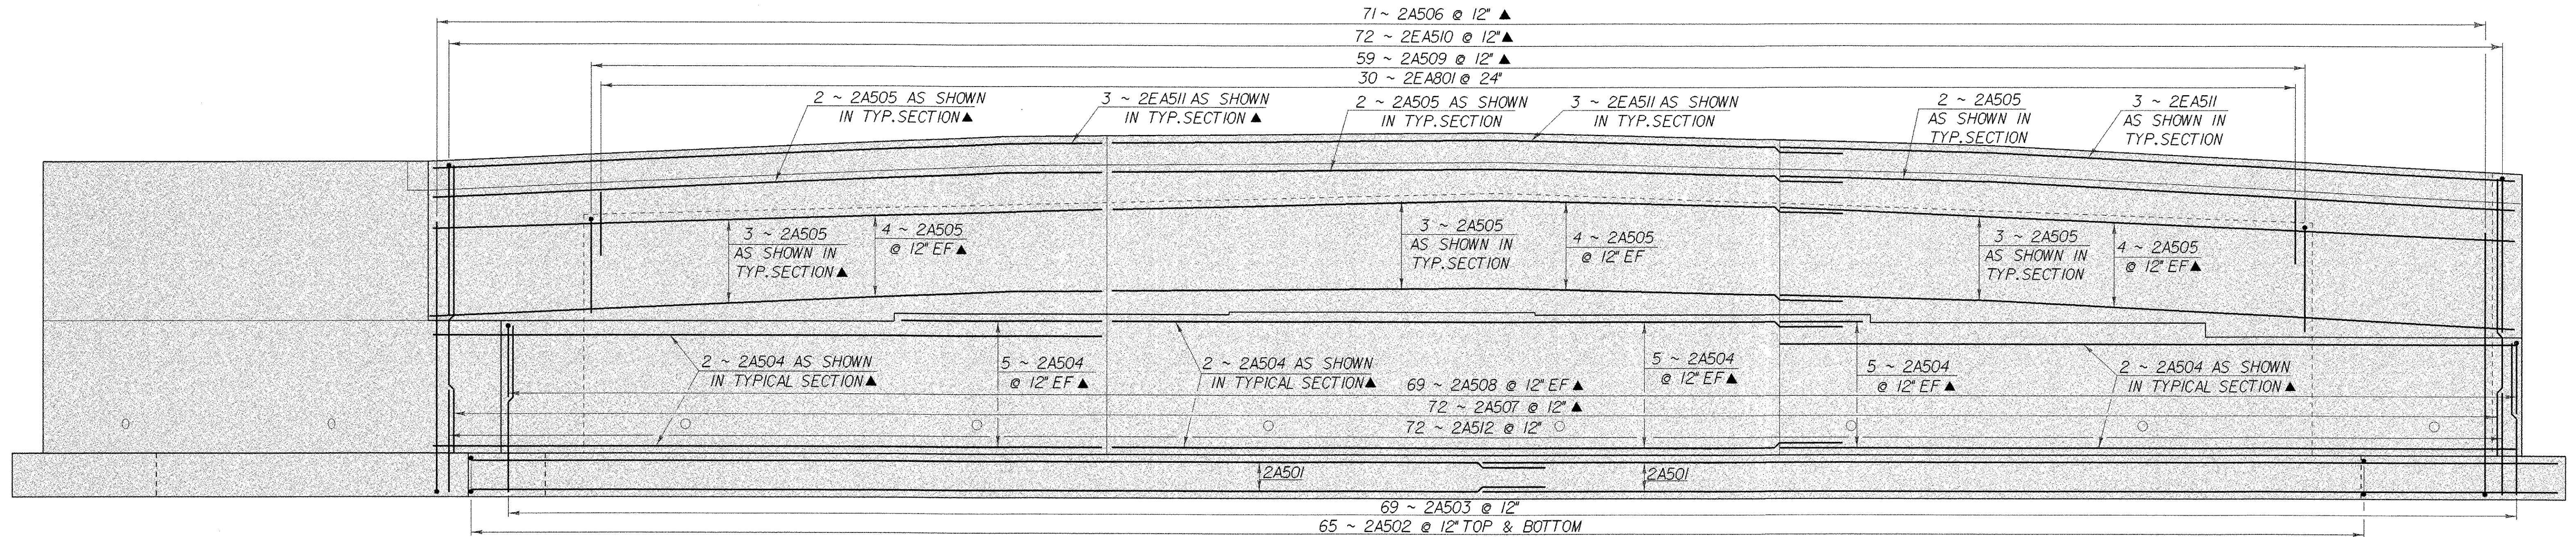 71 ~ 2A506 @ 12" ▲
72 ~ 2EA510 @ 12" ▲
59 ~ 2A509 @ 12" ▲
30 ~ 2EA801 @ 24"
2 ~ 2A505 AS SHOWN
IN TYP. SECTION ▲
3 ~ 2EA511 AS SHOWN
IN TYP. SECTION ▲
2 ~ 2A505 AS SHOWN
IN TYP. SECTION
3 ~ 2EA511 AS SHOWN
IN TYP. SECTION
2 ~ 2A505
AS SHOWN IN
TYP. SECTION
3 ~ 2EA511
AS SHOWN IN
TYP. SECTION
3 ~ 2A505
AS SHOWN IN
TYP. SECTION ▲
4 ~ 2A505
@ 12" EF ▲
3 ~ 2A505
AS SHOWN IN
TYP. SECTION
4 ~ 2A505
@ 12" EF
3 ~ 2A505
AS SHOWN IN
TYP. SECTION
4 ~ 2A505
@ 12" EF ▲
2 ~ 2A504 AS SHOWN
IN TYPICAL SECTION ▲
5 ~ 2A504
@ 12" EF ▲
2 ~ 2A504 AS SHOWN
IN TYPICAL SECTION ▲
5 ~ 2A504
@ 12" EF ▲
5 ~ 2A504
@ 12" EF ▲
2 ~ 2A504 AS SHOWN
IN TYPICAL SECTION ▲
69 ~ 2A508 @ 12" EF ▲
72 ~ 2A507 @ 12" ▲
72 ~ 2A512 @ 12"
2A501
2A501
69 ~ 2A503 @ 12"
65 ~ 2A502 @ 12" TOP & BOTTOM